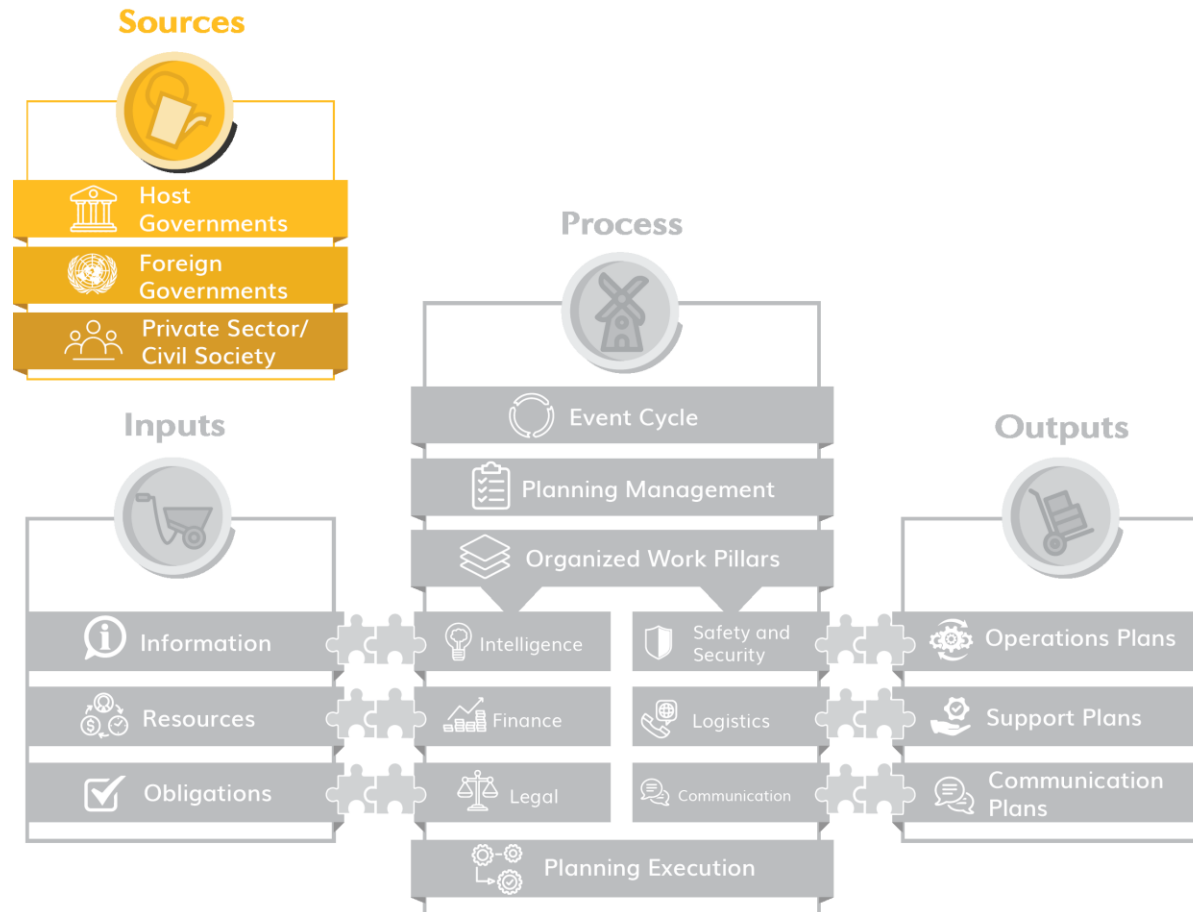 Sources
Host
Governments
Foreign
Governments
Private Sector/
Civil Society
Process
Event Cycle
Planning Management
Organized Work Pillars
Intelligence
Safety and
Security
Finance
Logistics
Legal
Communication
Planning Execution
Inputs
Information
Resources
Obligations
Outputs
Operations Plans
Support Plans
Communication
Plans